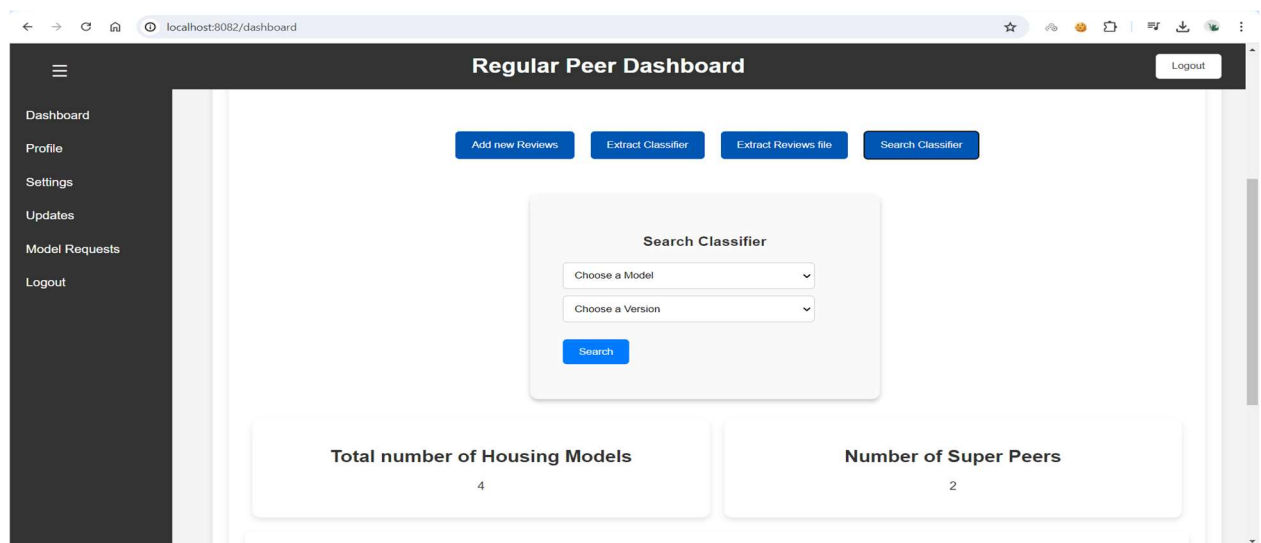 localhost:8082/dashboard
Regular Peer Dashboard
Logout
Dashboard
Profile
Settings
Updates
Model Requests
Logout
Add new Reviews
Extract Classifier
Extract Reviews file
Search Classifier
Search Classifier
Choose a Model
Choose a Version
Search
Total number of Housing Models
4
Number of Super Peers
2